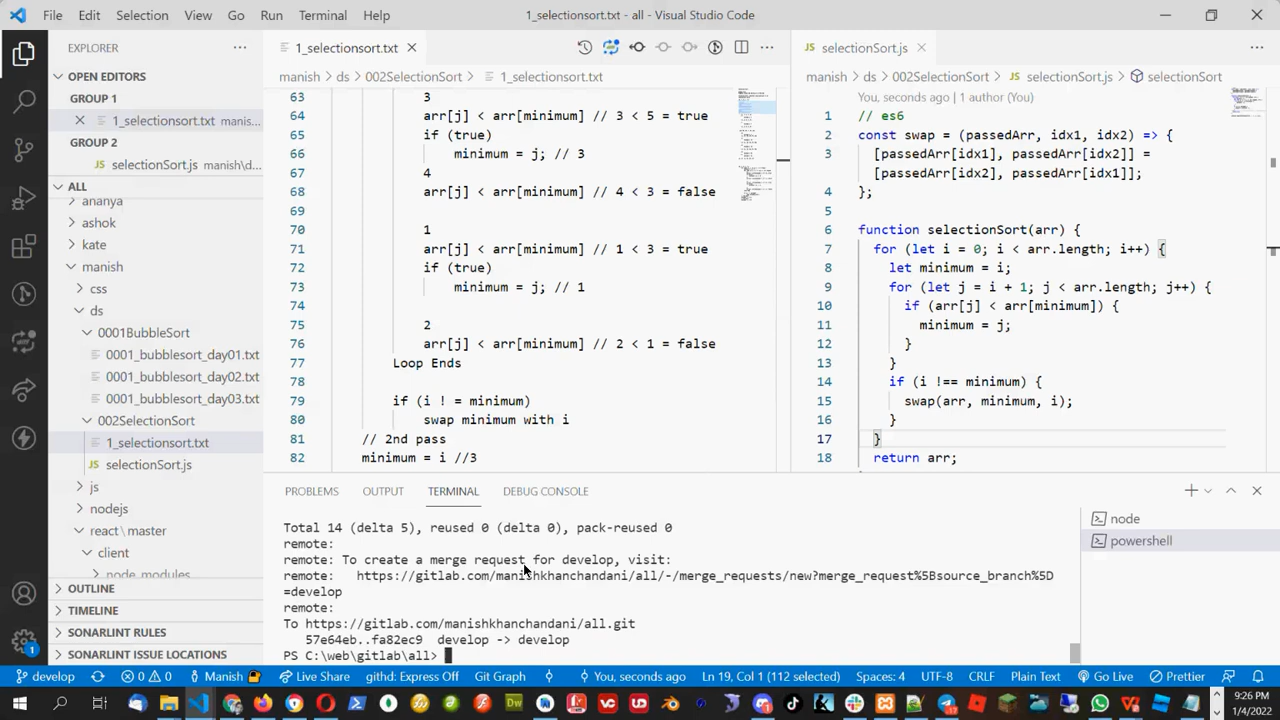 File Edit Selection View Go Run Terminal Help
1_selectionsort.txt - all - Visual Studio Code
EXPLORER
OPEN EDITORS
GROUP 1
1_selectionsort.txt manis...
GROUP 2
selectionSort.js manish\d...
ALL
ananya
ashok
kate
manish
css
ds
0001BubbleSort
0001_bubblesort_day01.txt
0001_bubblesort_day02.txt
0001_bubblesort_day03.txt
002SelectionSort
1_selectionsort.txt
selectionSort.js
js
nodejs
react\master
client
node_modules
OUTLINE
TIMELINE
SONARLINT RULES
SONARLINT ISSUE LOCATIONS
1_selectionsort.txt
manish > ds > 002SelectionSort > 1_selectionsort.txt
63 3
64 arr[j] < arr[minimum] // 3 < 5 = true
65 if (true)
66 minimum = j; // 3
67 4
68 arr[j] < arr[minimum] // 4 < 3 = false
69
70 1
71 arr[j] < arr[minimum] // 1 < 3 = true
72 if (true)
73 minimum = j; // 1
74
75 2
76 arr[j] < arr[minimum] // 2 < 1 = false
77 Loop Ends
78
79 if (i ! = minimum)
80 swap minimum with i
81 // 2nd pass
82 minimum = i //3
selectionSort.js
manish > ds > 002SelectionSort > selectionSort.js > selectionSort
You, seconds ago | 1 author (You)
1 // es6
2 const swap = (passedArr, idx1, idx2) => {
3 [passedArr[idx1], passedArr[idx2]] =
[passedArr[idx2], passedArr[idx1]];
4 };
5
6 function selectionSort(arr) {
7 for (let i = 0; i < arr.length; i++) {
8 let minimum = i;
9 for (let j = i + 1; j < arr.length; j++) {
10 if (arr[j] < arr[minimum]) {
11 minimum = j;
12 }
13 }
14 if (i !== minimum) {
15 swap(arr, minimum, i);
16 }
17 }
18 return arr;
PROBLEMS OUTPUT TERMINAL DEBUG CONSOLE
Total 14 (delta 5), reused 0 (delta 0), pack-reused 0
remote:
remote: To create a merge request for develop, visit:
remote: https://gitlab.com/manishkhanchandani/all/-/merge_requests/new?merge_request%5Bsource_branch%5D
=develop
remote:
To https://gitlab.com/manishkhanchandani/all.git
57e64eb..fa82ec9 develop -> develop
PS C:\web\gitlab\all>
node
powershell
develop 0 0 Manish Live Share githd: Express Off Git Graph You, seconds ago Ln 19, Col 1 (112 selected) Spaces: 4 UTF-8 CRLF Plain Text Go Live Prettier
9:26 PM
1/4/2022